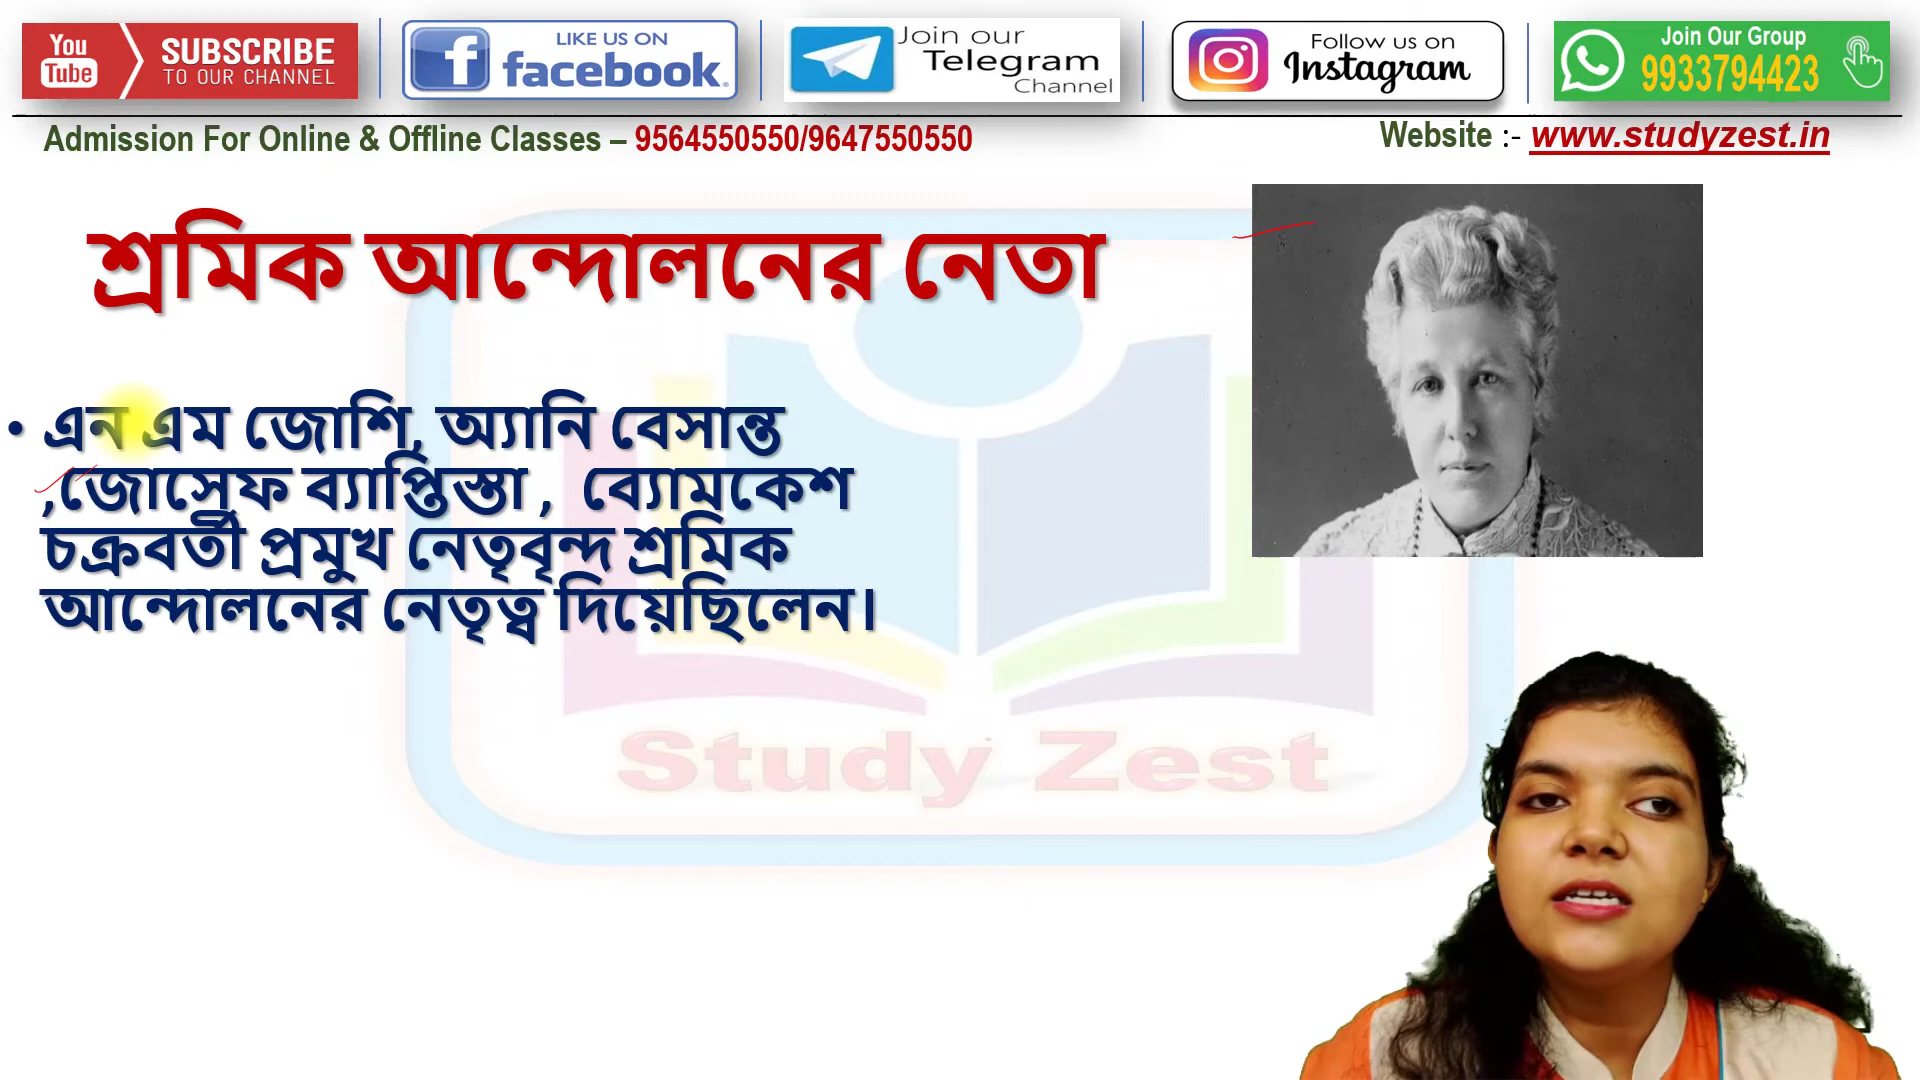 You Tube SUBSCRIBE TO OUR CHANNEL
LIKE US ON facebook
Join our Telegram Channel
Follow us on Instagram
Join Our Group 9933794423
Admission For Online & Offline Classes – 9564550550/9647550550
Website :- www.studyzest.in
শ্রমিক আন্দোলনের নেতা
• এন এম জোশি, অ্যানি বেসান্ত
,জোসেফ ব্যাপ্তিস্তা , ব্যোমকেশ
চক্রবর্তী প্রমুখ নেতৃবৃন্দ শ্রমিক
আন্দোলনের নেতৃত্ব দিয়েছিলেন।
Study Zest